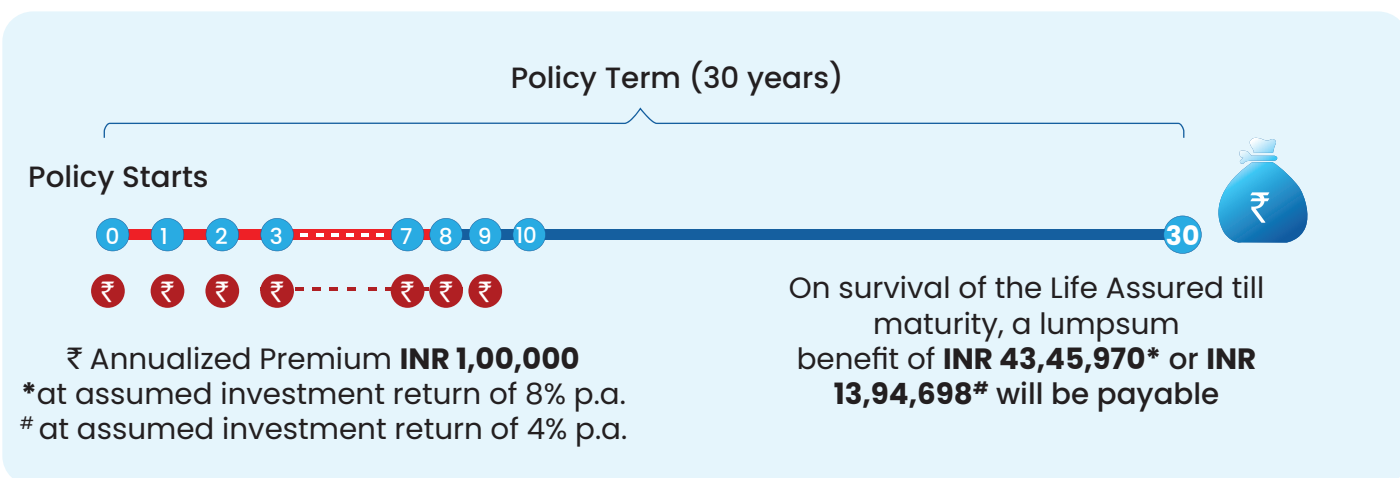 Policy Term (30 years)
Policy Starts
0 1 2 3 7 8 9 10 30
₹
₹ ₹ ₹ ₹ ₹ ₹ ₹
₹ Annualized Premium INR 1,00,000
*at assumed investment return of 8% p.a.
# at assumed investment return of 4% p.a.
On survival of the Life Assured till
maturity, a lumpsum
benefit of INR 43,45,970* or INR
13,94,698# will be payable